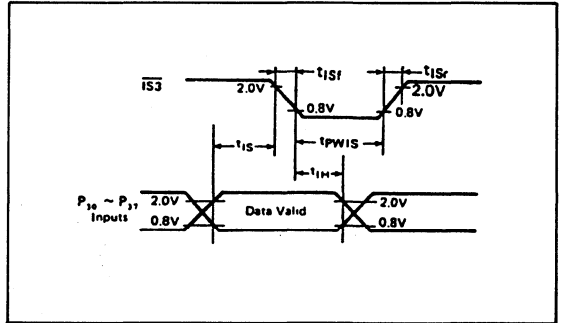 tISf tISr
IS3 2.0V 2.0V
0.8V 0.8V
tIS tPWIS
tIH
P30 ~ P37 2.0V Data Valid 2.0V
Inputs 0.8V 0.8V